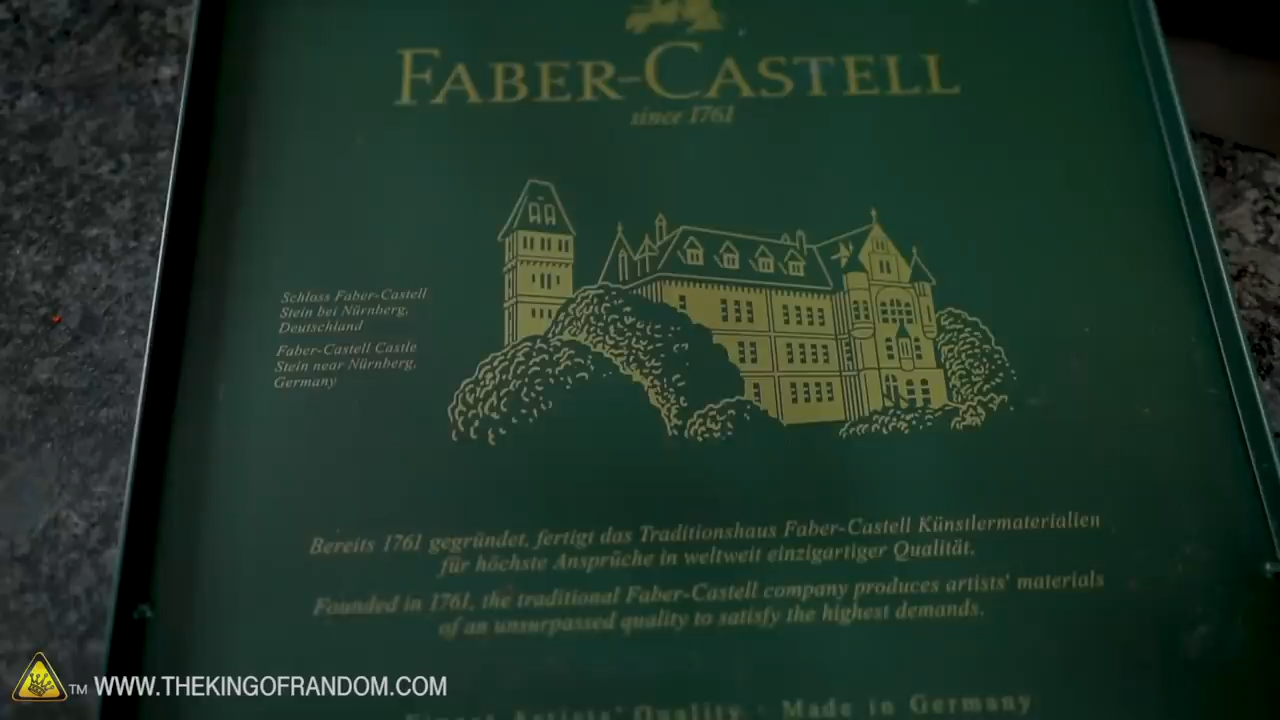 FABER-CASTELL
since 1761
Schloss Faber-Castell
Stein bei Nürnberg,
Deutschland
Faber-Castell Castle
Stein near Nürnberg,
Germany
Bereits 1761 gegründet, fertigt das Traditionshaus Faber-Castell Künstlermaterialien
für höchste Ansprüche in weltweit einzigartiger Qualität.
Founded in 1761, the traditional Faber-Castell company produces artists' materials
of an unsurpassed quality to satisfy the highest demands.
Finest Artists' Quality · Made in Germany
TM WWW.THEKINGOFRANDOM.COM